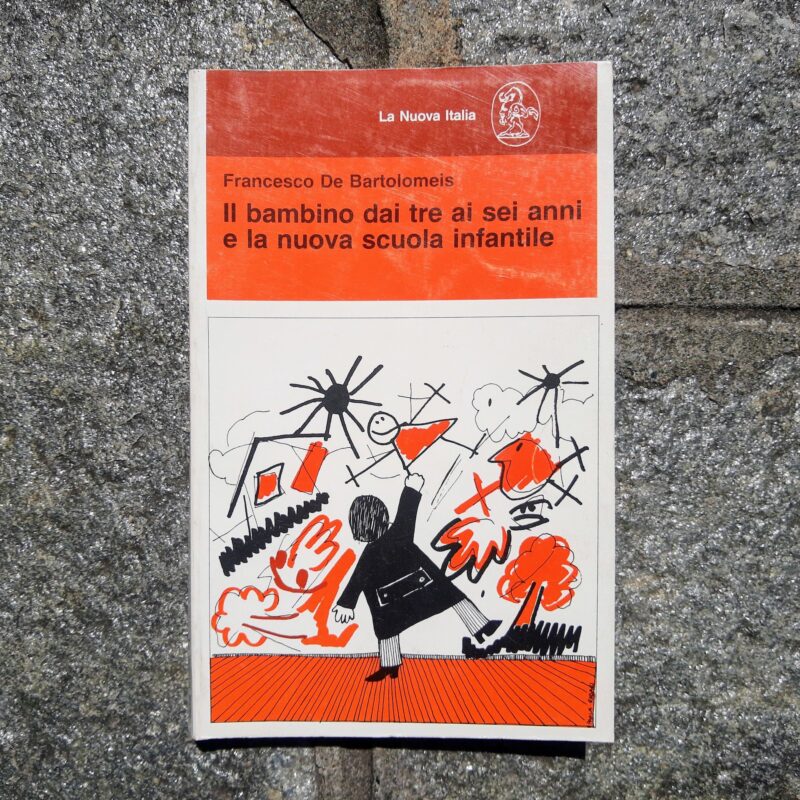 La Nuova Italia
Francesco De Bartolomeis
Il bambino dai tre ai sei anni
e la nuova scuola infantile